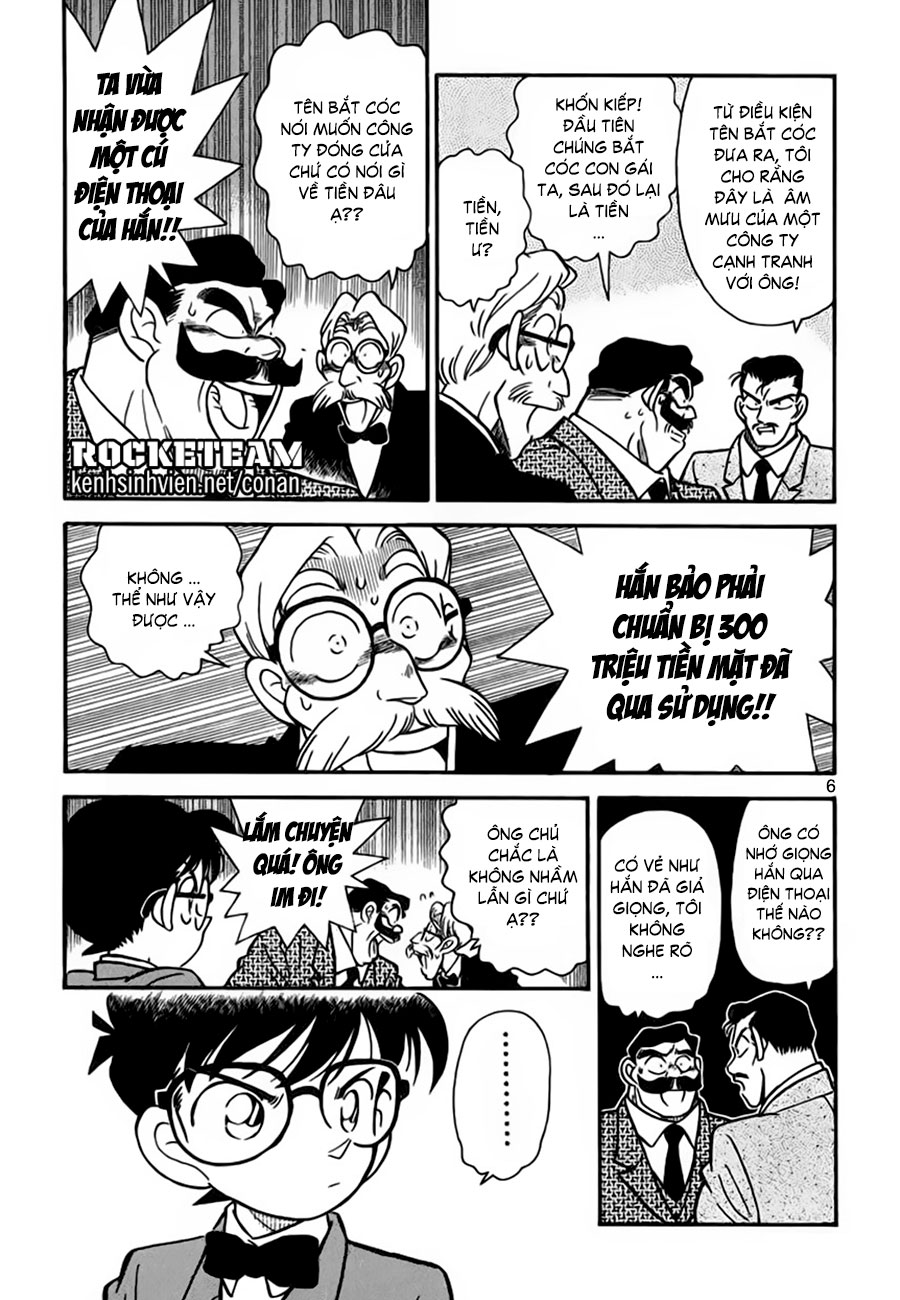 TỪ ĐIỀU KIỆN
TÊN BẮT CÓC
ĐƯA RA, TÔI
CHO RẰNG
ĐÂY LÀ ÂM
MƯU CỦA MỘT
CÔNG TY
CẠNH TRANH
VỚI ÔNG!
KHỐN KIẾP!
ĐẦU TIÊN
CHÚNG BẮT
CÓC CON GÁI
TA, SAU ĐÓ LẠI
LÀ TIỀN
...
TIỀN,
TIỀN
Ư?
TÊN BẮT CÓC
NÓI MUỐN CÔNG
TY ĐÓNG CỬA
CHỨ CÓ NÓI GÌ
VỀ TIỀN ĐÂU
Ạ??
TA VỪA
NHẬN ĐƯỢC
MỘT CÚ
ĐIỆN THOẠI
CỦA HẮN!!
ROCKETEAM
kenhsinhvien.net/conan
HẮN BẢO PHẢI
CHUẨN BỊ 300
TRIỆU TIỀN MẶT ĐÃ
QUA SỬ DỤNG!!
KHÔNG ...
THẾ NHƯ VẬY
ĐƯỢC ...
6
ÔNG CÓ
NHỚ GIỌNG
HẮN QUA
ĐIỆN THOẠI
THẾ NÀO
KHÔNG??
CÓ VẺ NHƯ
HẮN ĐÃ GIẢ
GIỌNG, TÔI
KHÔNG
NGHE RÕ
...
ÔNG CHỦ
CHẮC LÀ
KHÔNG NHẦM
LẪN GÌ CHỨ
Ạ??
LẮM CHUYỆN
QUÁ! ÔNG
IM ĐI!
.........